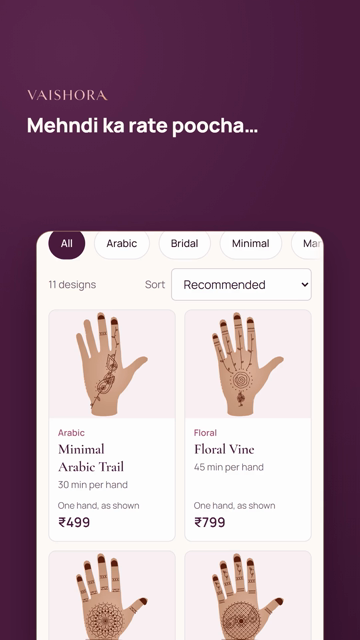 VAISHORA
Mehndi ka rate poocha...
All Arabic Bridal Minimal
11 designs Sort Recommended
Arabic
Minimal
Arabic Trail
30 min per hand
One hand, as shown
₹499
Floral
Floral Vine
45 min per hand
One hand, as shown
₹799